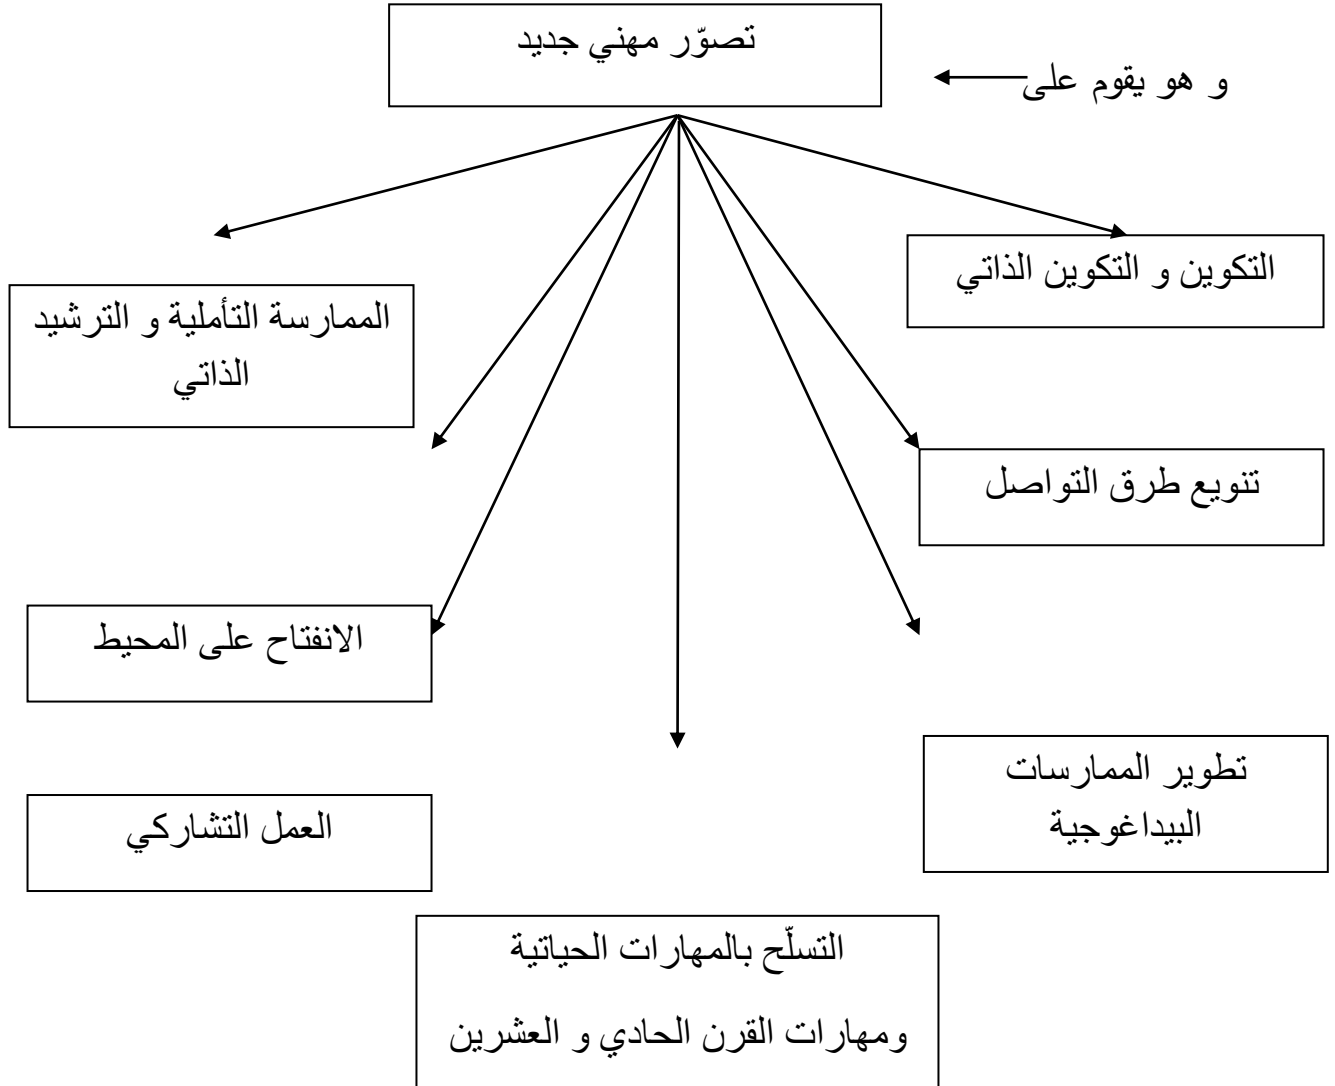 تصوّر مهني جديد
و هو يقوم على
التكوين و التكوين الذاتي
الممارسة التأملية و الترشيد
الذاتي
تنويع طرق التواصل
الانفتاح على المحيط
تطوير الممارسات
البيداغوجية
العمل التشاركي
التسلّح بالمهارات الحياتية
ومهارات القرن الحادي و العشرين